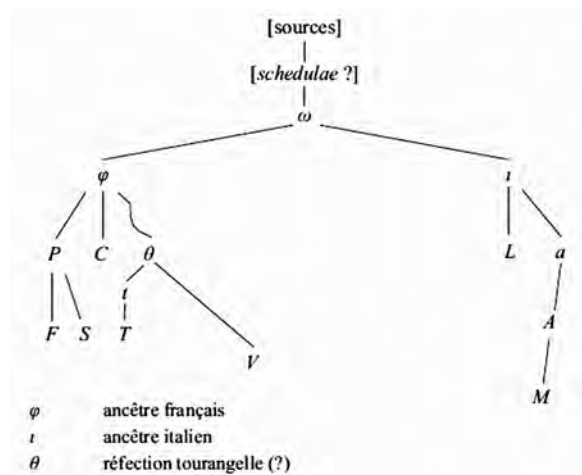 [sources]
[schedulae ?]
ω
φ ι
P C θ L a
t
F S T A
V
M
φ ancêtre français
ι ancêtre italien
θ réfection tourangelle (?)